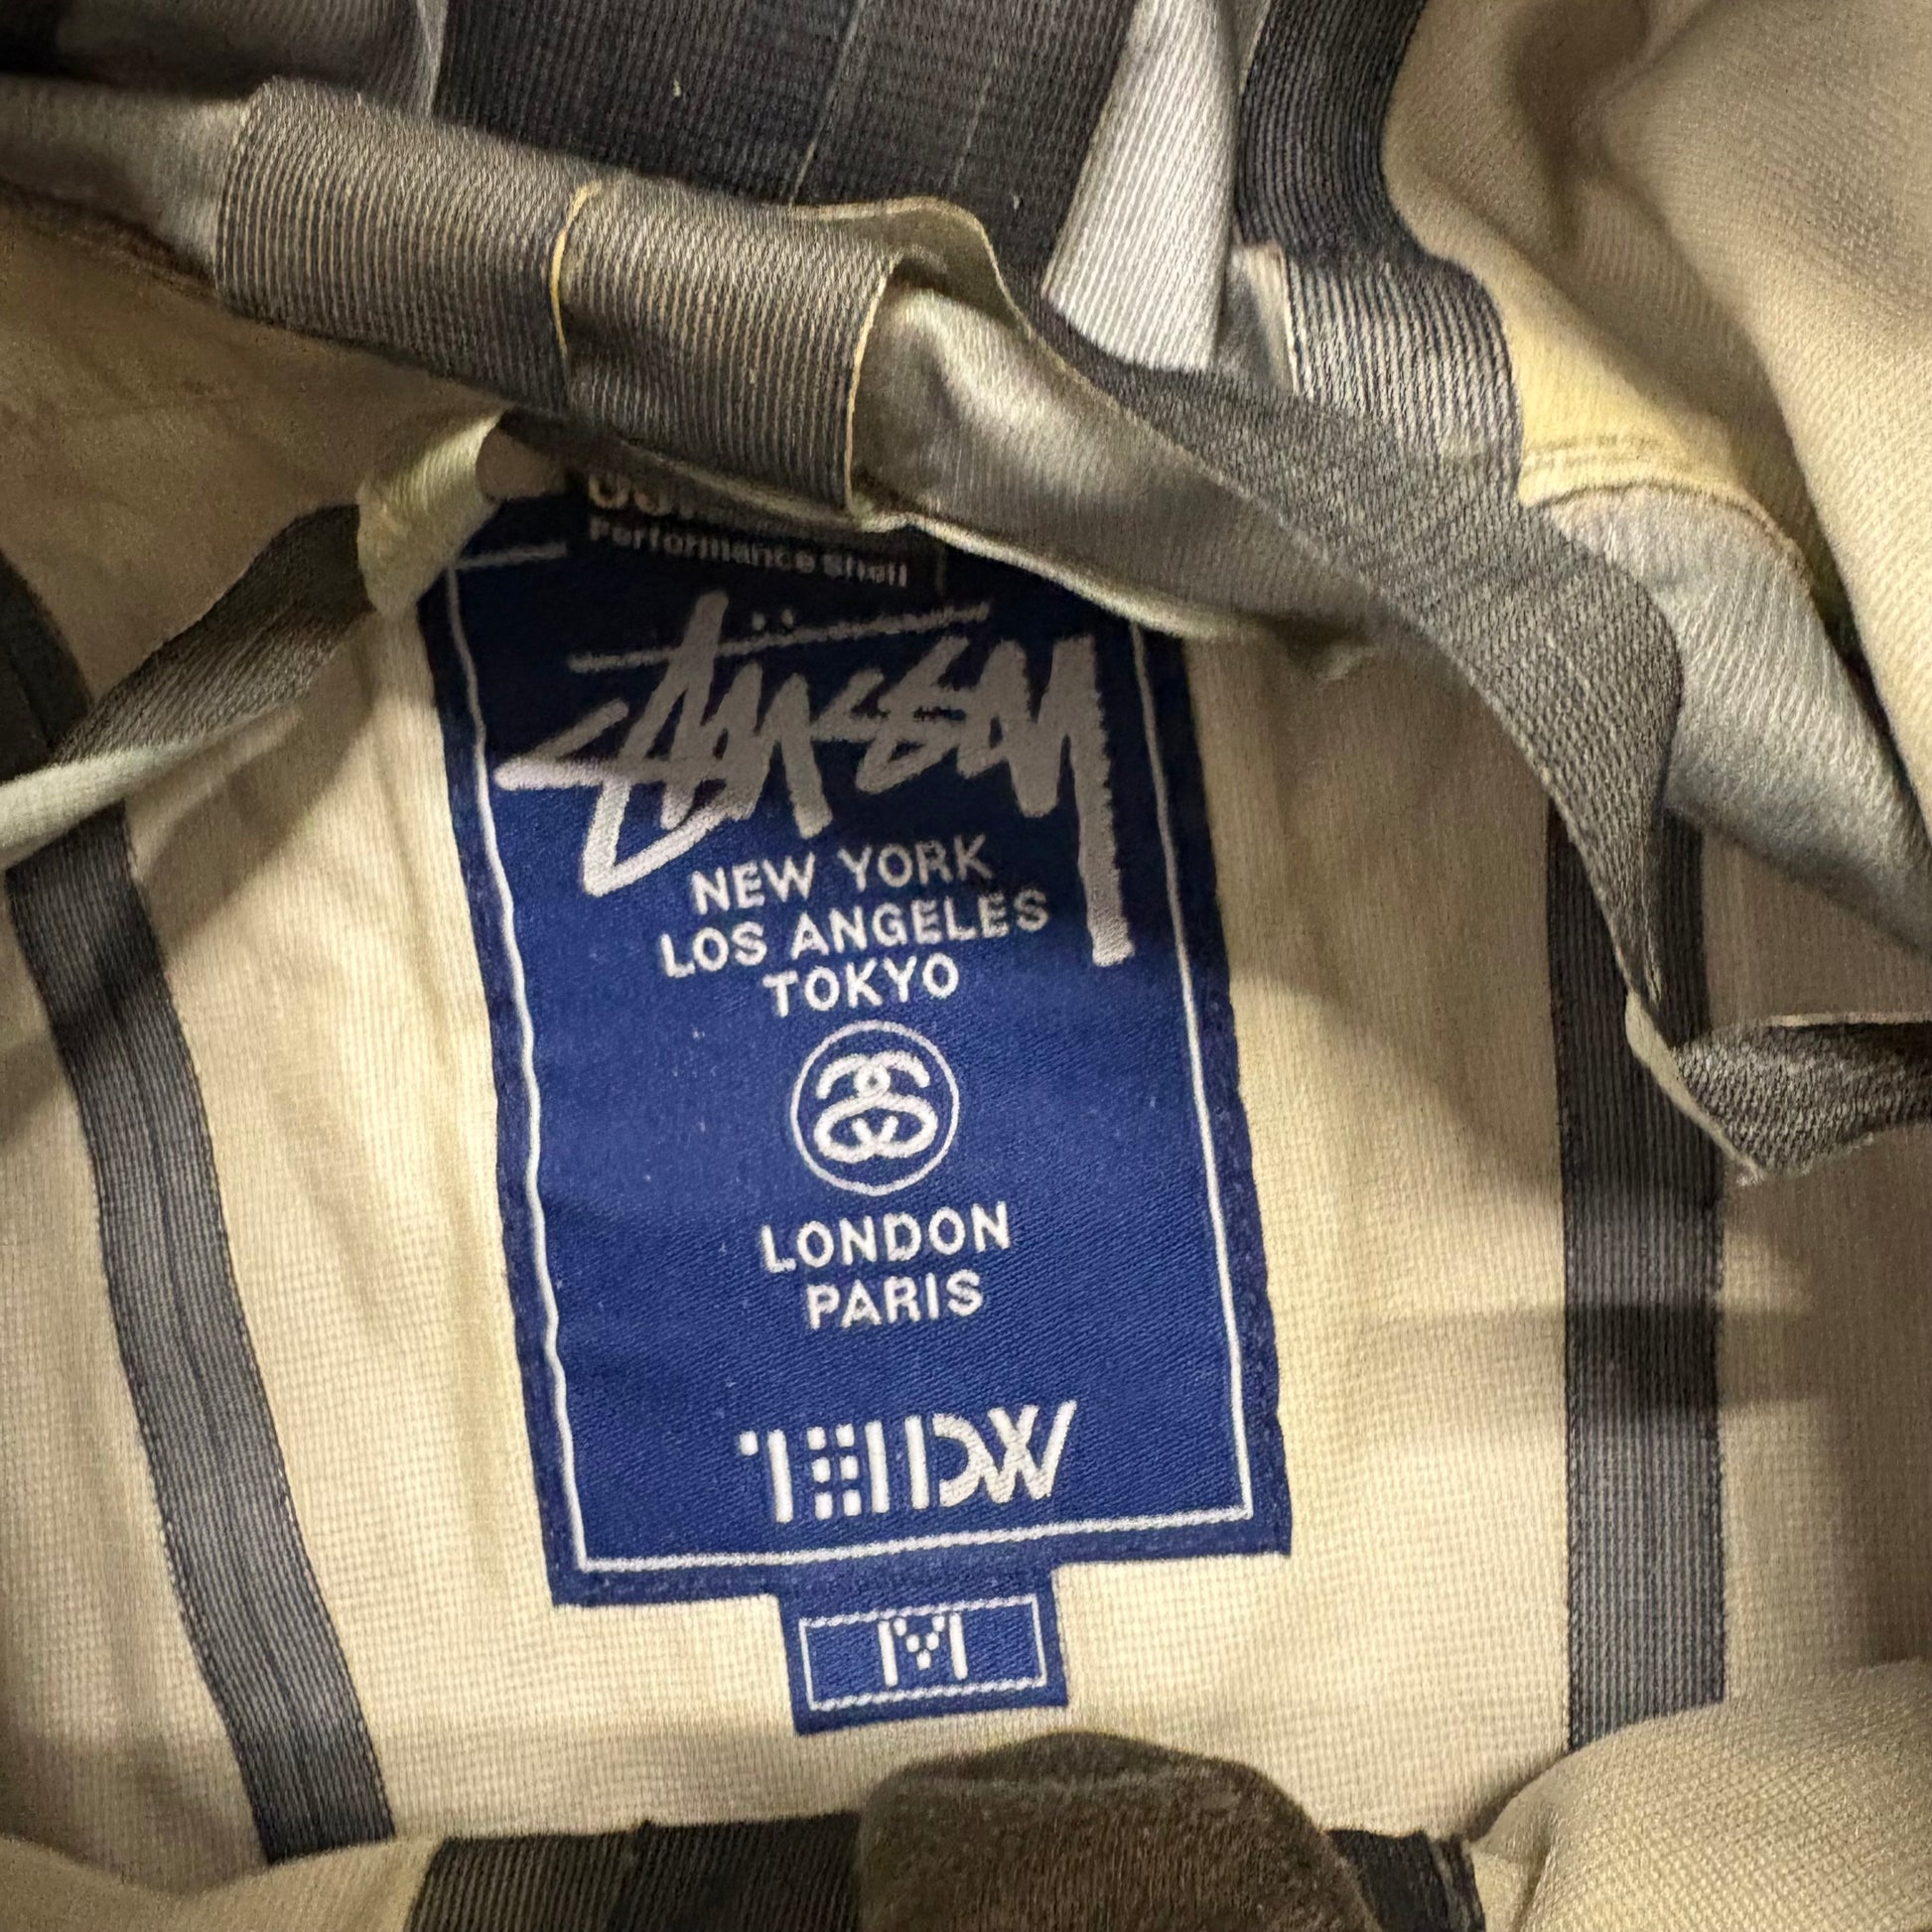 Performance Shell
stüssy
NEW YORK
LOS ANGELES
TOKYO
LONDON
PARIS
M